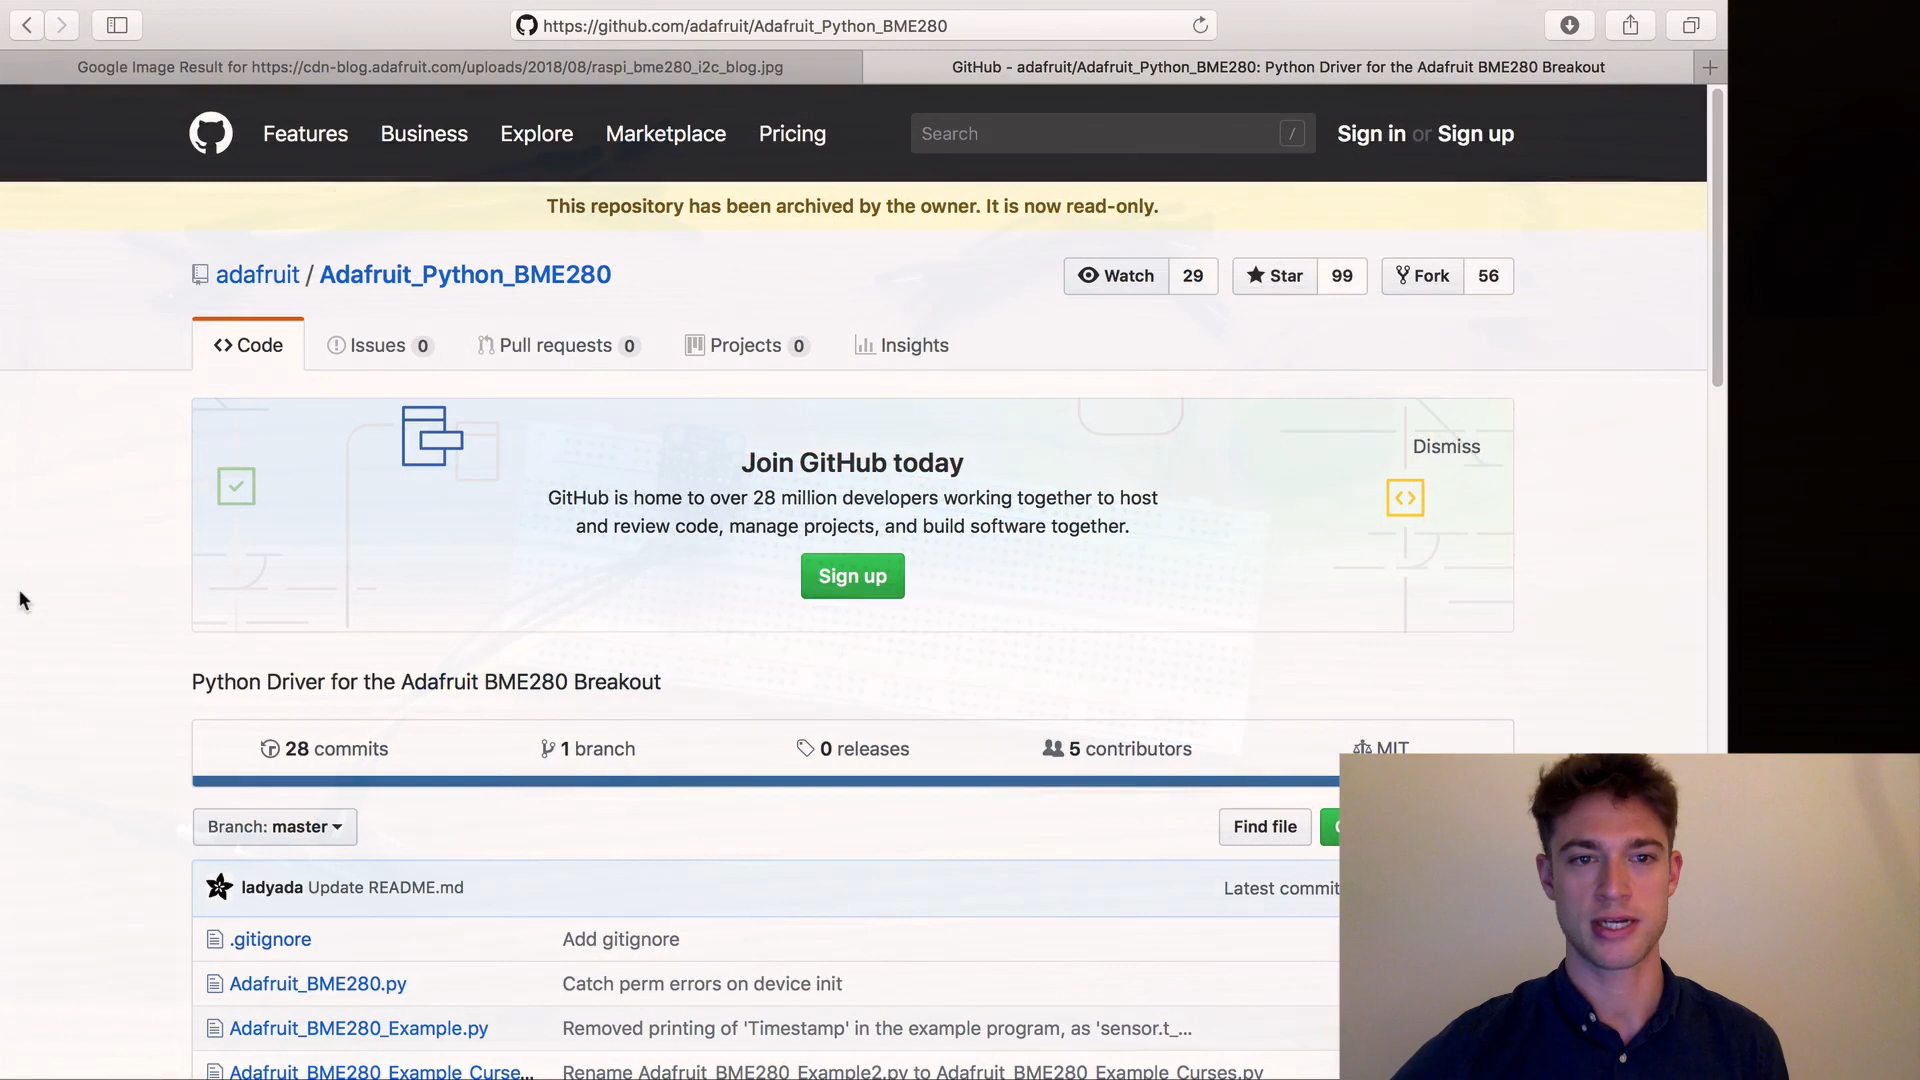 https://github.com/adafruit/Adafruit_Python_BME280
Google Image Result for https://cdn-blog.adafruit.com/uploads/2018/08/raspi_bme280_i2c_blog.jpg
GitHub - adafruit/Adafruit_Python_BME280: Python Driver for the Adafruit BME280 Breakout
Features Business Explore Marketplace Pricing Search / Sign in or Sign up
This repository has been archived by the owner. It is now read-only.
adafruit / Adafruit_Python_BME280 Watch 29 Star 99 Fork 56
Code Issues 0 Pull requests 0 Projects 0 Insights
Dismiss
Join GitHub today
GitHub is home to over 28 million developers working together to host
and review code, manage projects, and build software together.
Sign up
Python Driver for the Adafruit BME280 Breakout
28 commits 1 branch 0 releases 5 contributors MIT
Branch: master Find file
ladyada Update README.md Latest commit
.gitignore Add gitignore
Adafruit_BME280.py Catch perm errors on device init
Adafruit_BME280_Example.py Removed printing of 'Timestamp' in the example program, as 'sensor.t_...
Adafruit_BME280_Example_Curse... Rename Adafruit_BME280_Example2.py to Adafruit_BME280_Example_Curses.py